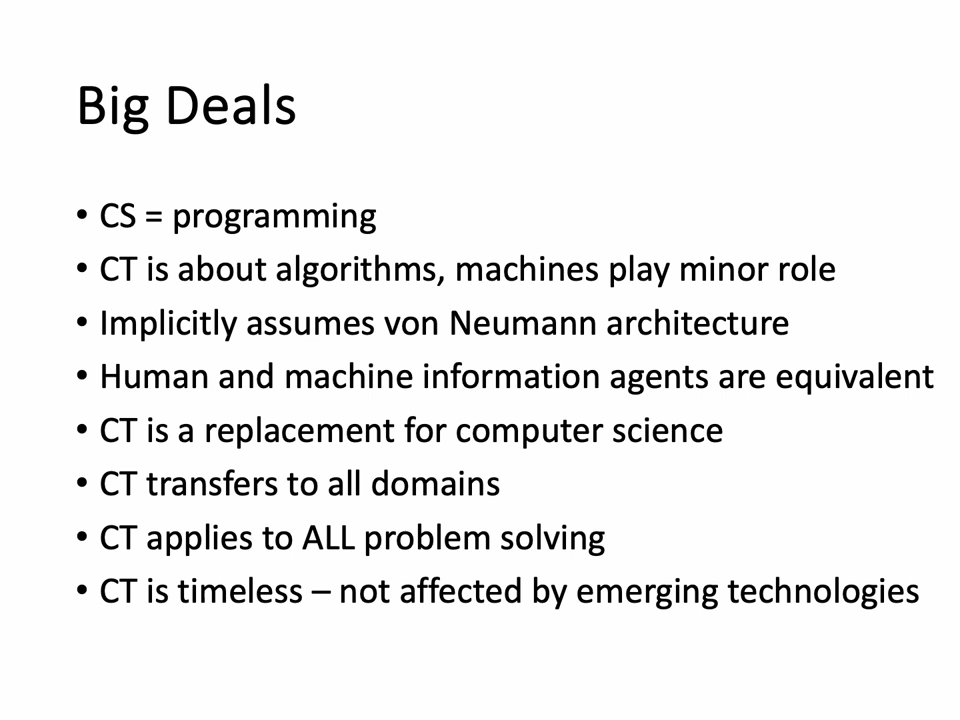 Big Deals
• CS = programming
• CT is about algorithms, machines play minor role
• Implicitly assumes von Neumann architecture
• Human and machine information agents are equivalent
• CT is a replacement for computer science
• CT transfers to all domains
• CT applies to ALL problem solving
• CT is timeless – not affected by emerging technologies